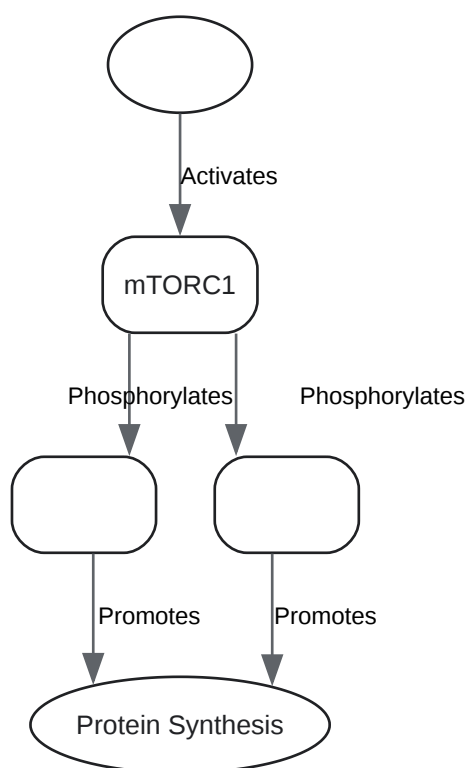 Activates
mTORC1
Phosphorylates
Phosphorylates
Promotes
Promotes
Protein Synthesis